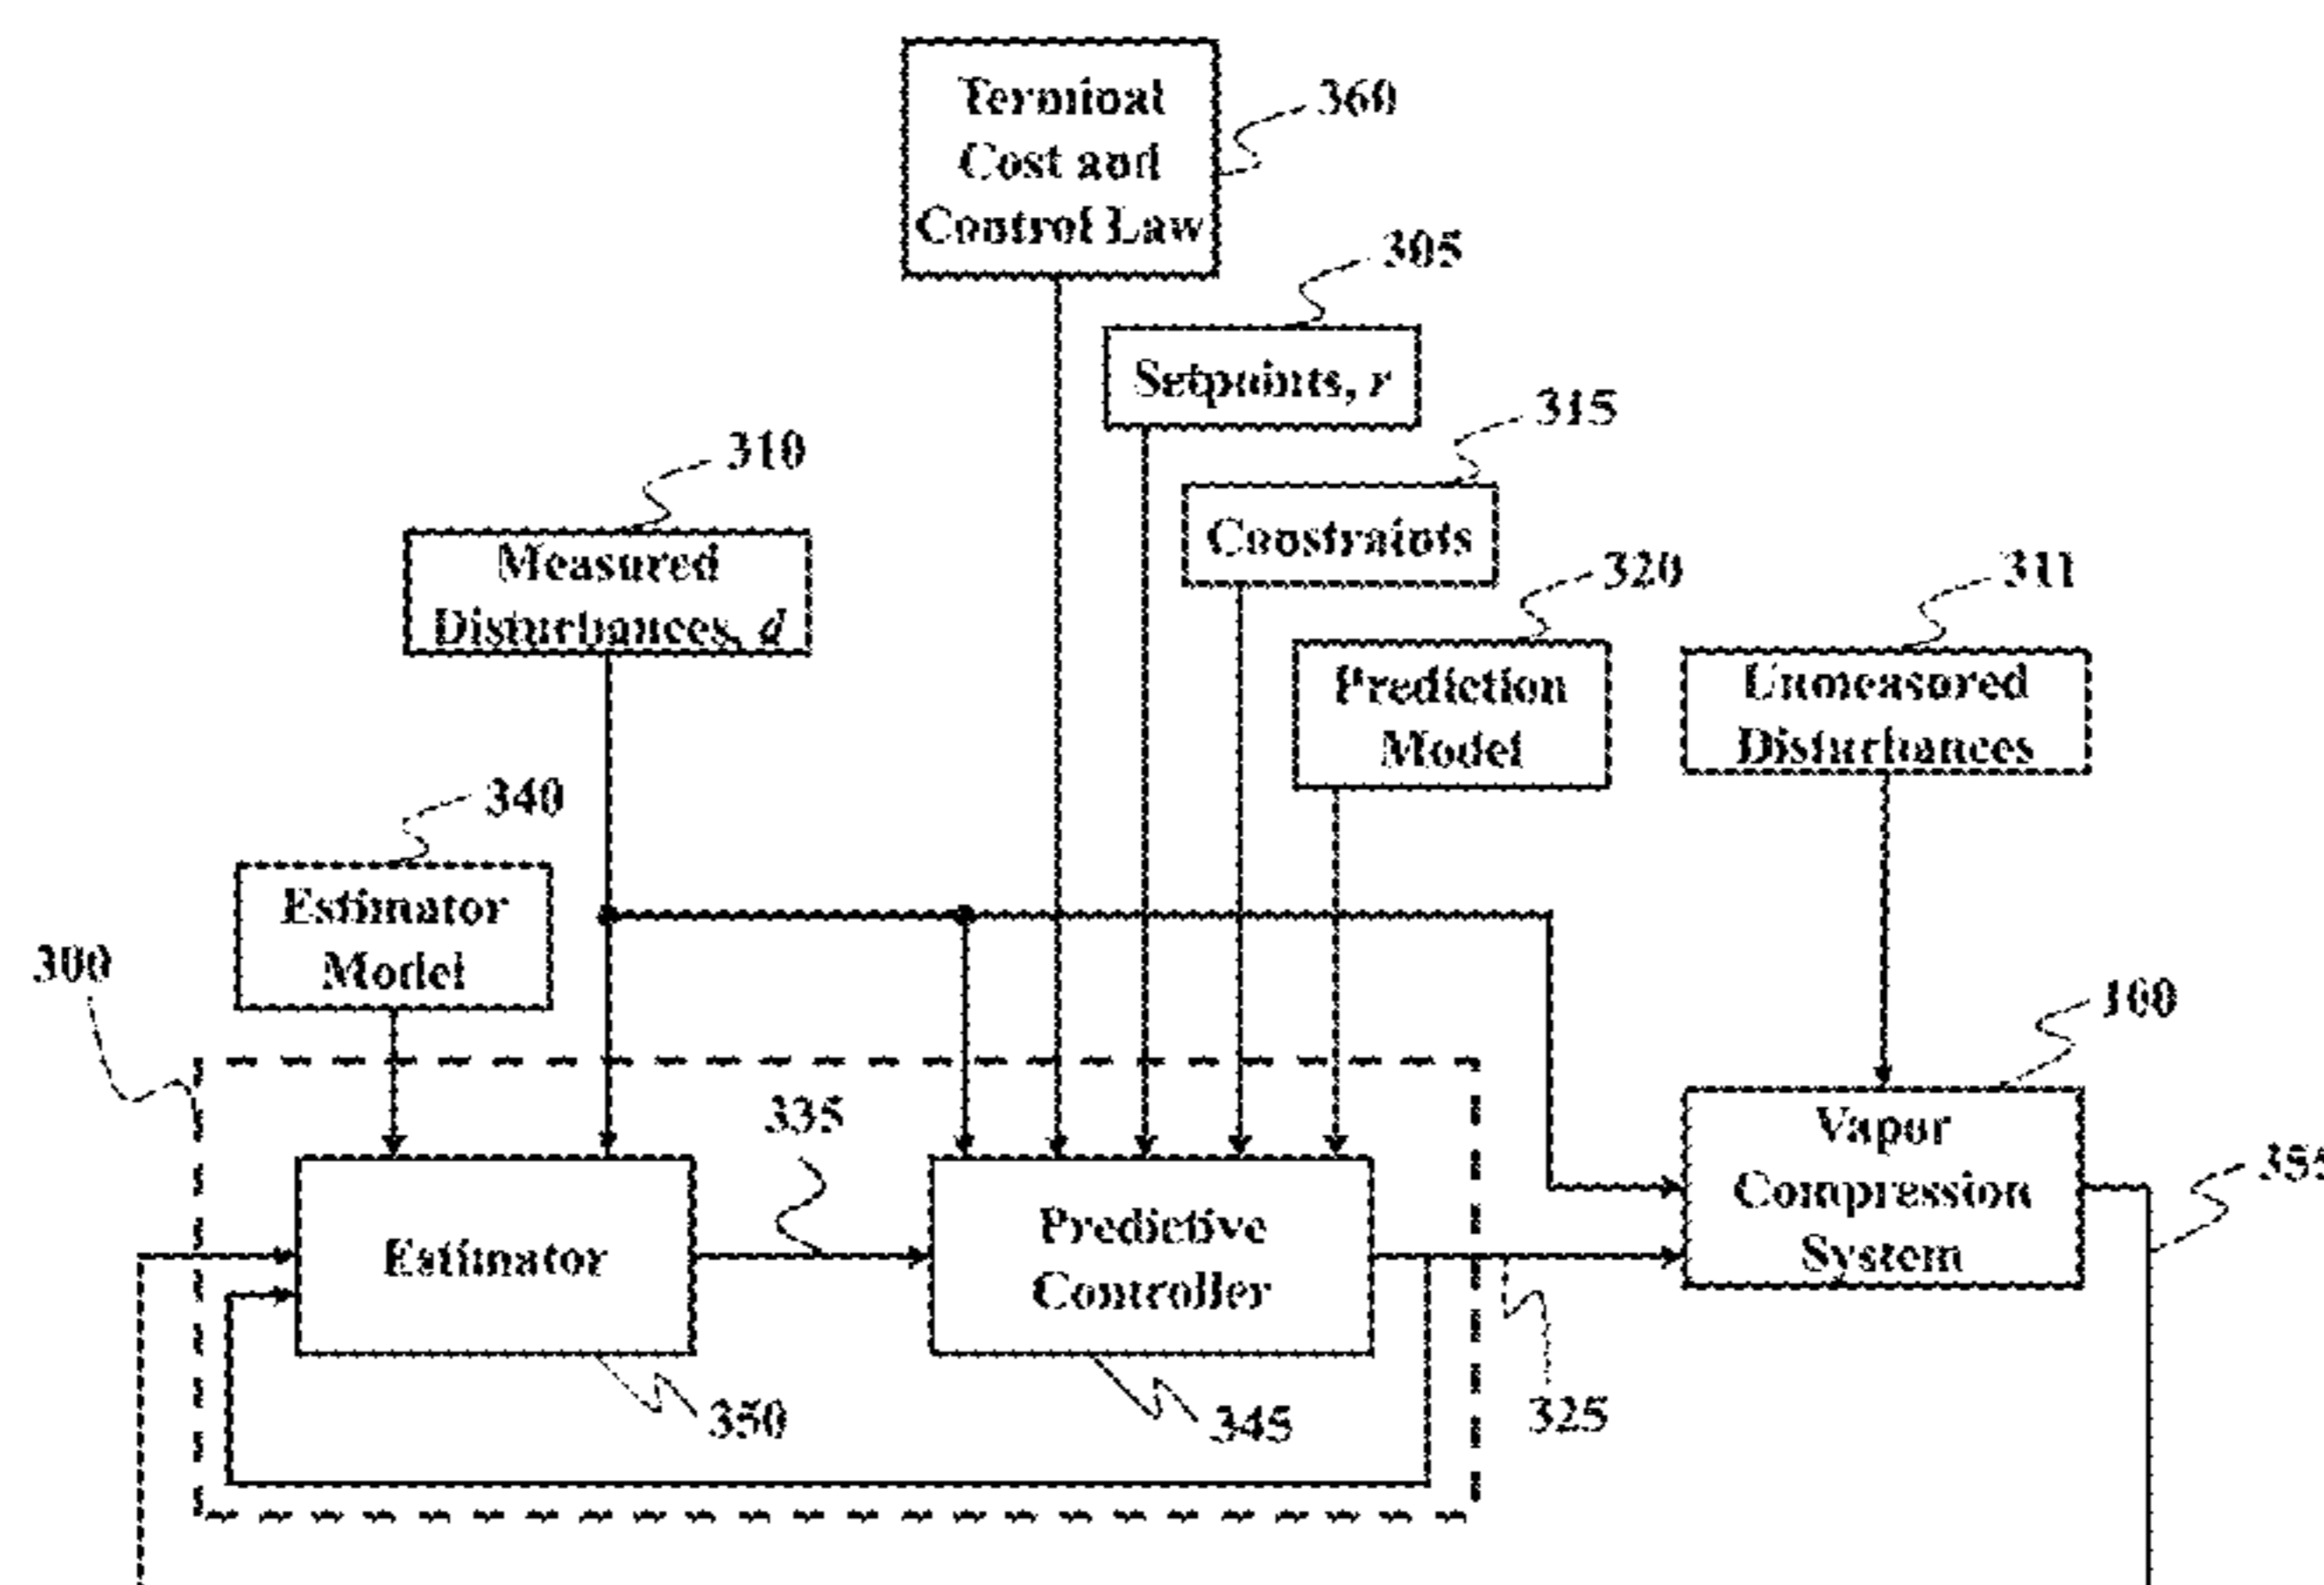 Terminal
Cost and
Control Law
360
305
Setpoints, r
315
Constraints
310
Measured
Disturbances, d
320
Prediction
Model
311
Unmeasured
Disturbances
340
Estimator
Model
300
100
Vapor
Compression
System
335
355
Estimator
Predictive
Controller
350
345
325